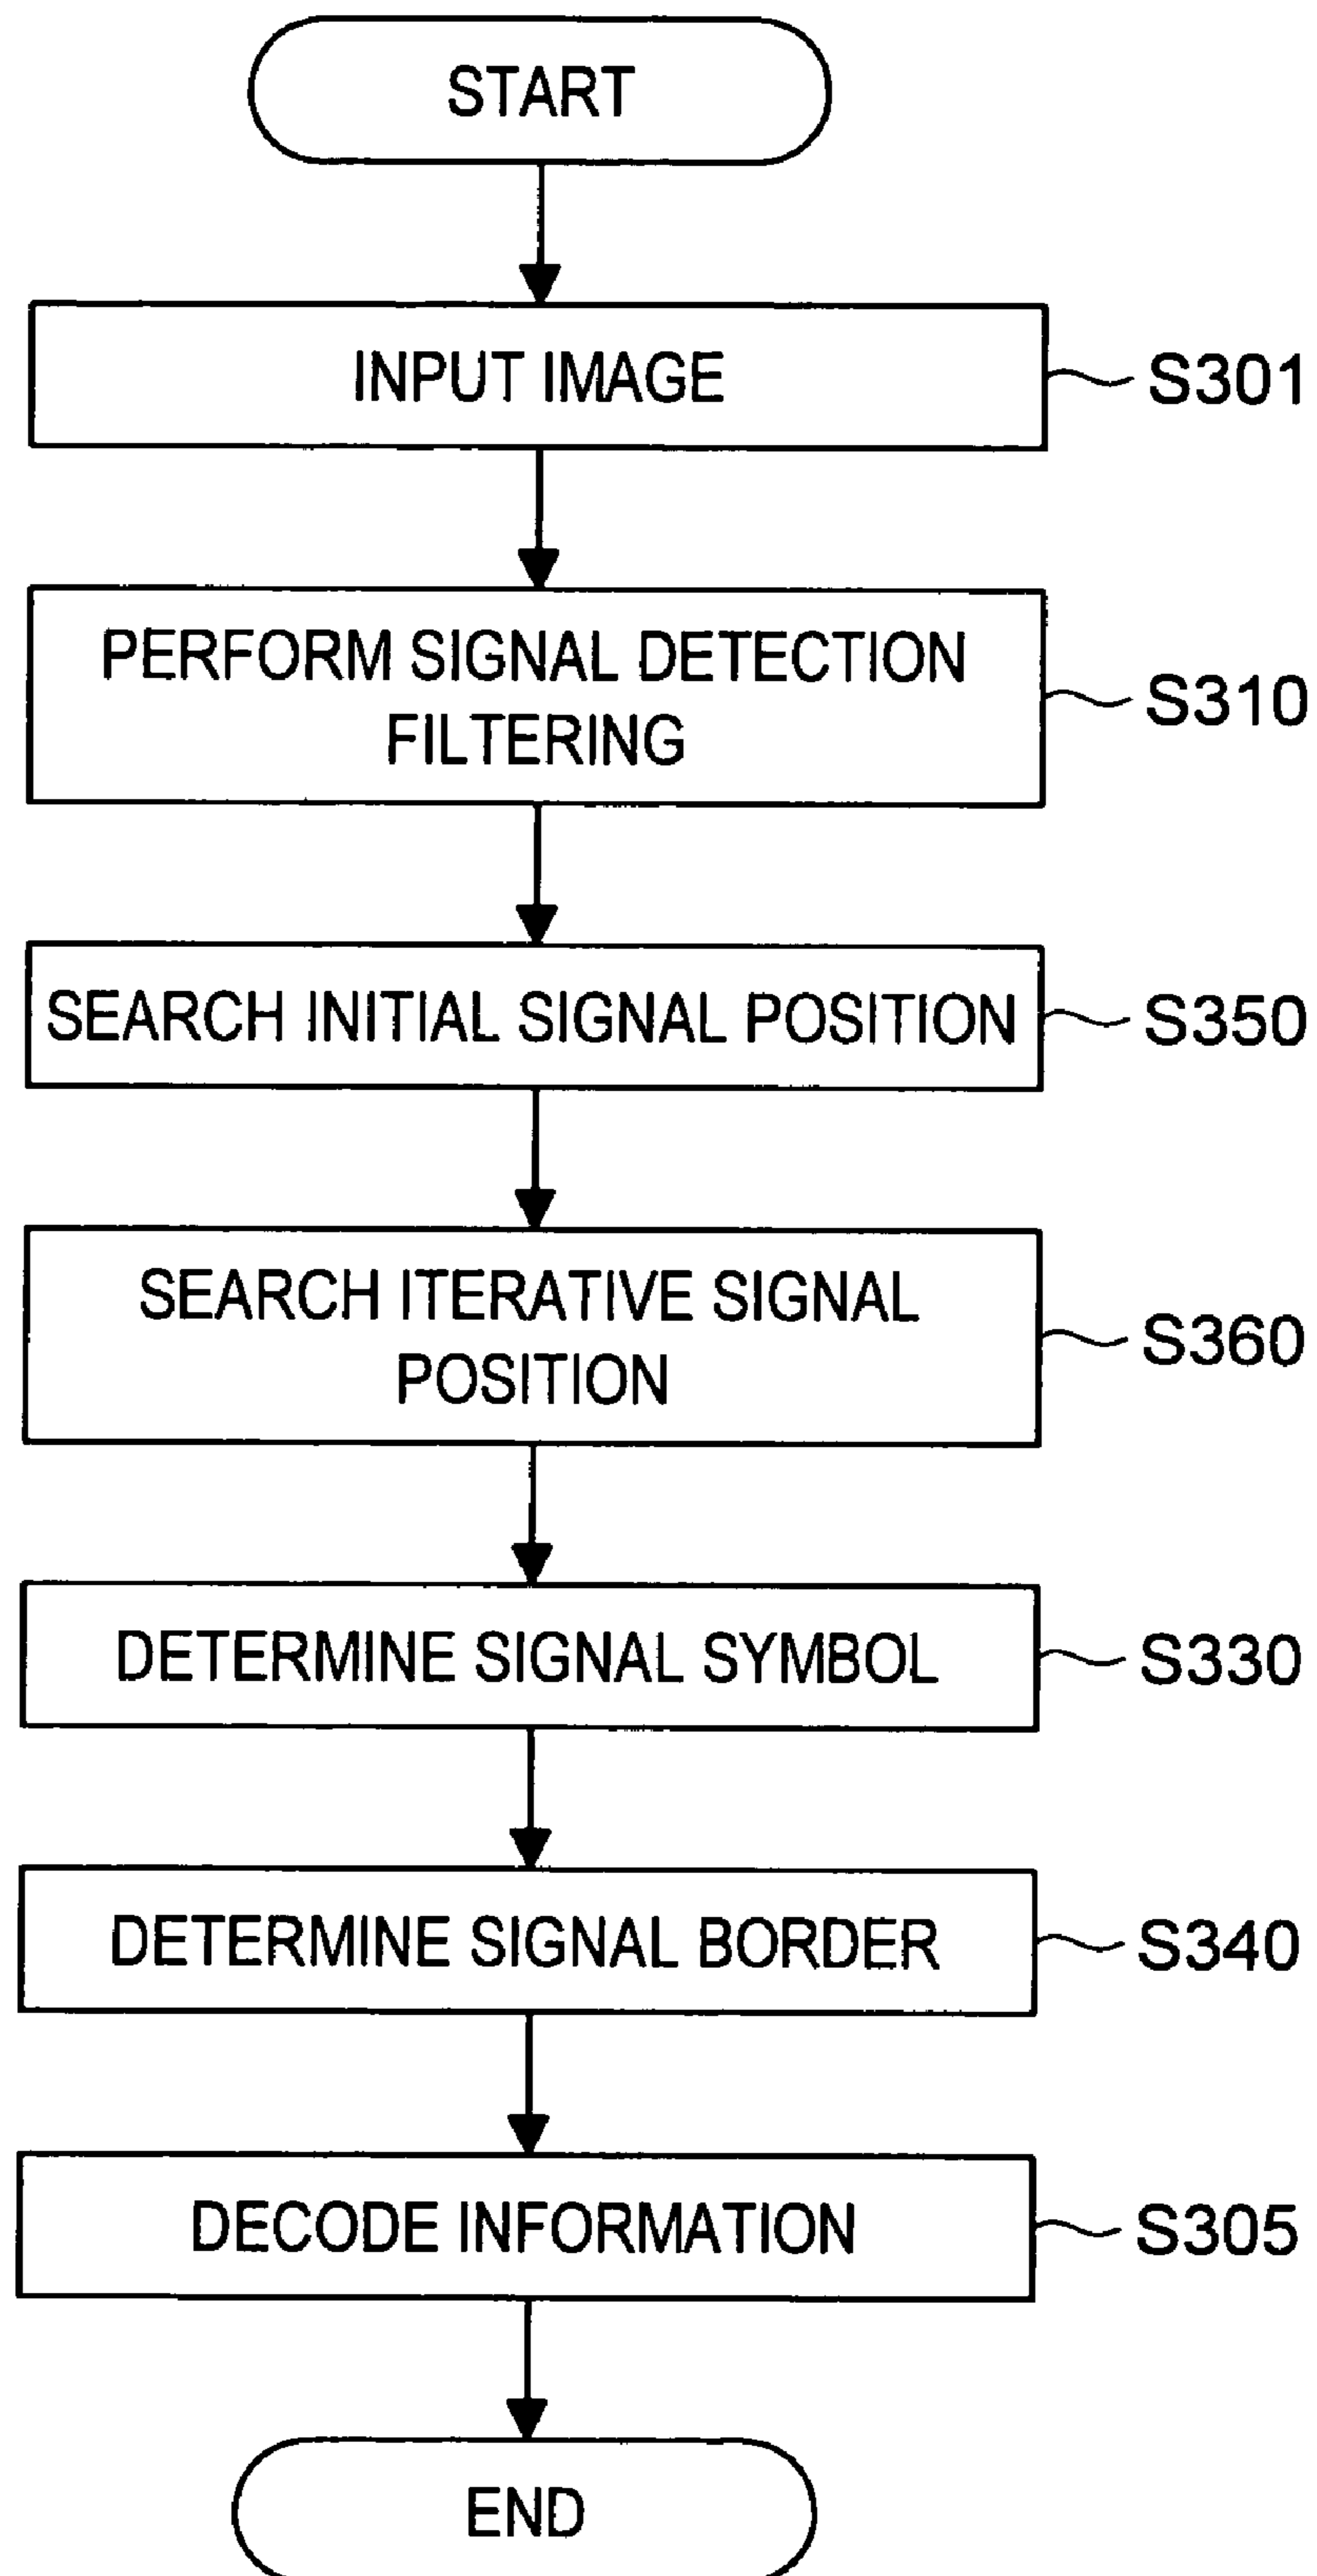 START
INPUT IMAGE
S301
PERFORM SIGNAL DETECTION
FILTERING
S310
SEARCH INITIAL SIGNAL POSITION
S350
SEARCH ITERATIVE SIGNAL
POSITION
S360
DETERMINE SIGNAL SYMBOL
S330
DETERMINE SIGNAL BORDER
S340
DECODE INFORMATION
S305
END